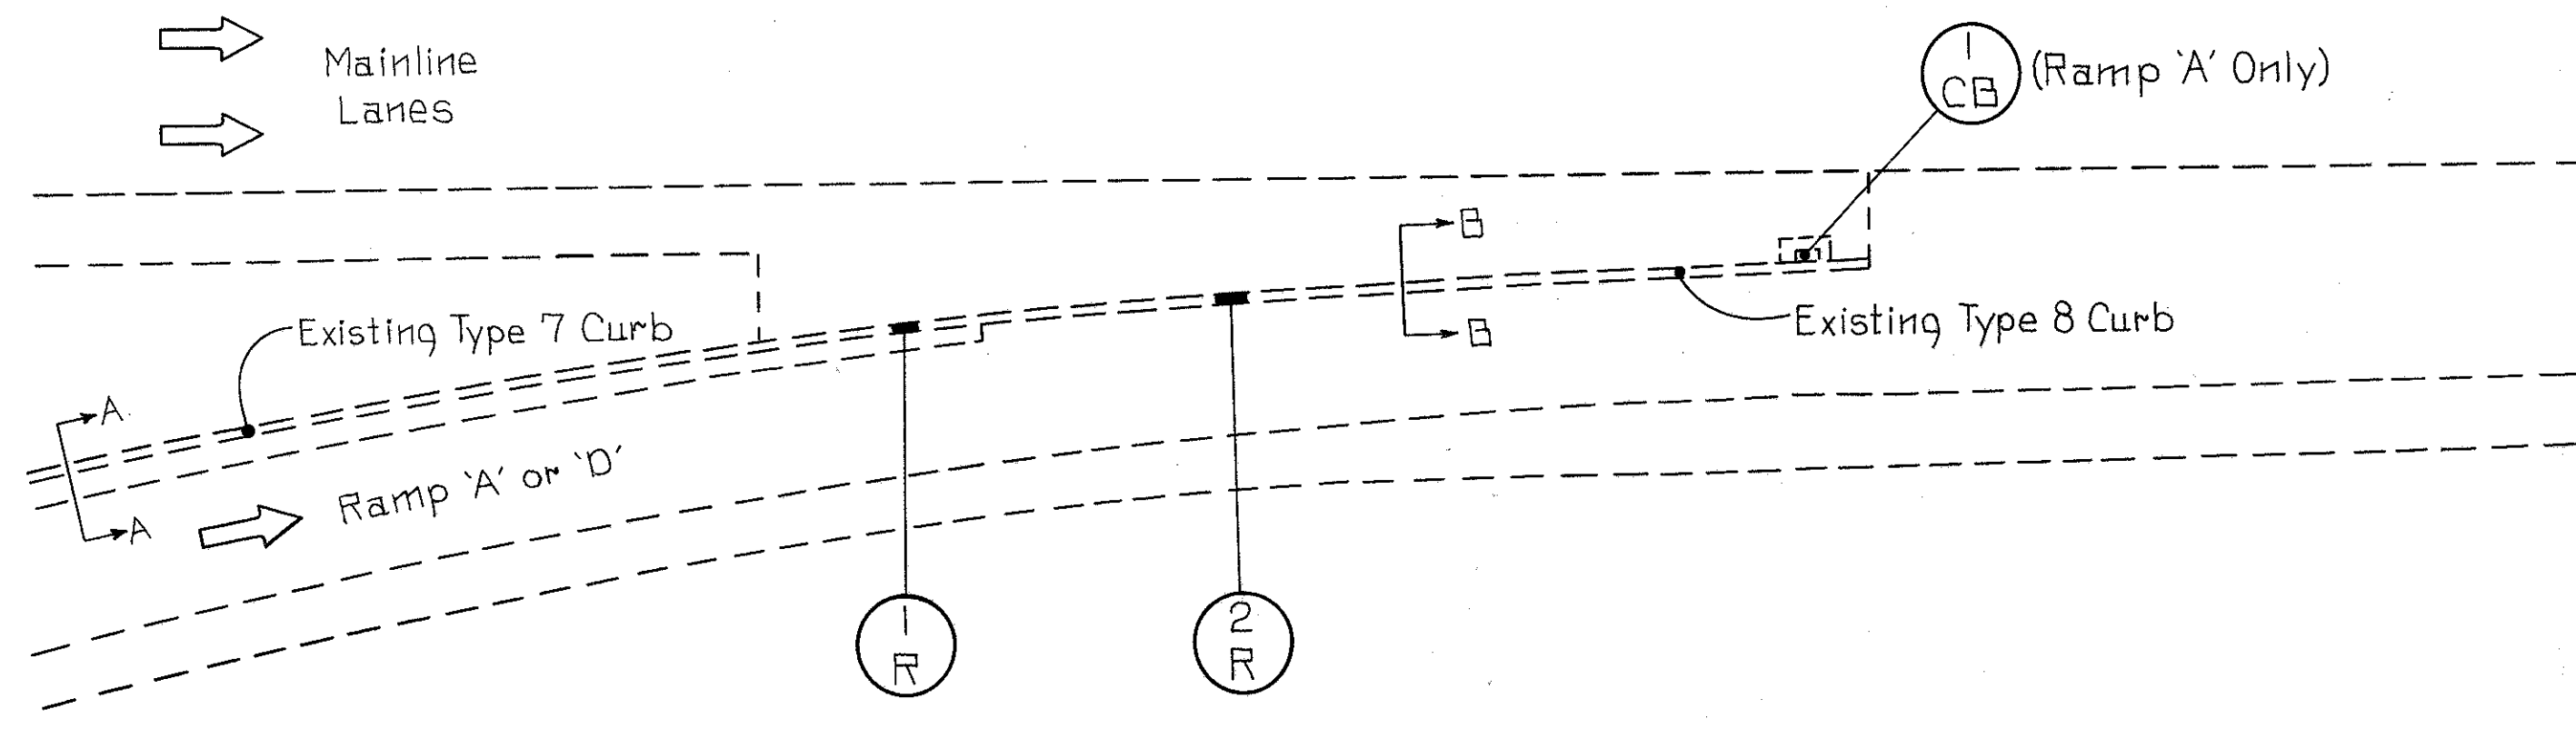 Mainline
Lanes
1
CB
(Ramp 'A' Only)
B
B
Existing Type 7 Curb
Existing Type 8 Curb
A
A
Ramp 'A' or 'D'
1
R
2
R